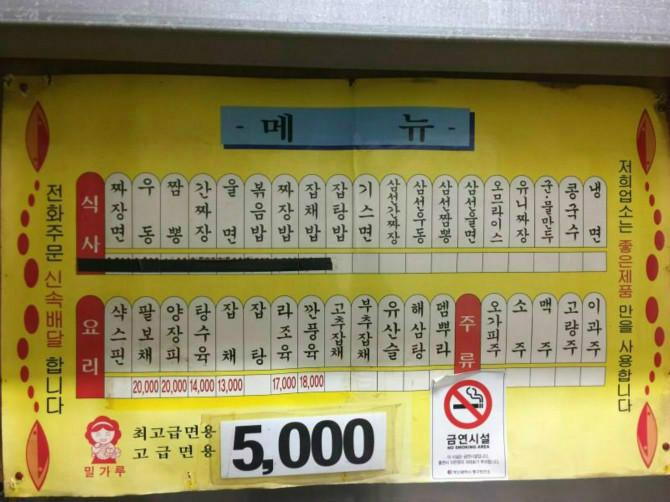 - 메 뉴 -
식사
짜장면
우동
짬뽕
간짜장
울면
볶음밥
짜장밥
잡채밥
잡탕밥
기스면
삼선간짜장
삼선우동
삼선짬뽕
삼선울면
오므라이스
유니짜장
군물만두
콩국수
냉면
요리
샥스핀
팔보채
양장피
탕수육
잡채
잡탕
라조육
깐풍육
고추잡채
부추잡채
유산슬
해삼탕
뎀뿌라
주류
오가피주
소주
맥주
고량주
이과주
20,000 20,000 14,000 13,000 17,000 18,000
전화주문 신속배달 합니다
저희업소는 좋은제품 만을 사용합니다
밀가루
최고급면용
고급면용
5,000
금연시설
NO SMOKING AREA